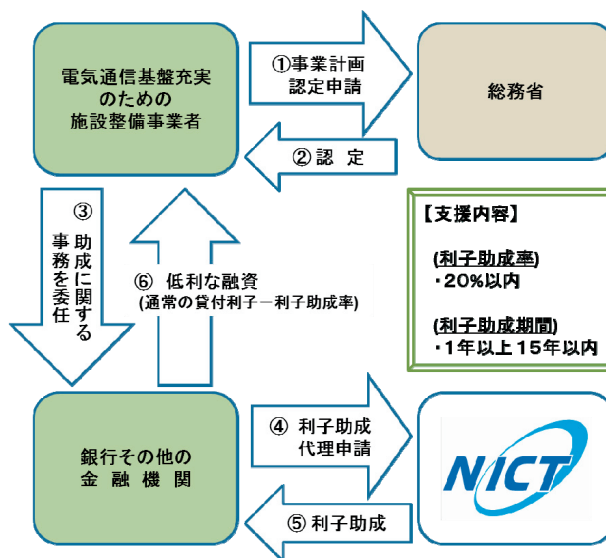 電気通信基盤充実
のための
施設整備事業者
①事業計画
認定申請
総務省
②認 定
③
助成に関する
事務を委任
⑥ 低利な融資
(通常の貸付利子－利子助成率)
【支援内容】
(利子助成率)
・20％以内
(利子助成期間)
・1年以上15年以内
銀行その他の
金 融 機 関
④ 利子助成
代理申請
NICT
⑤利子助成